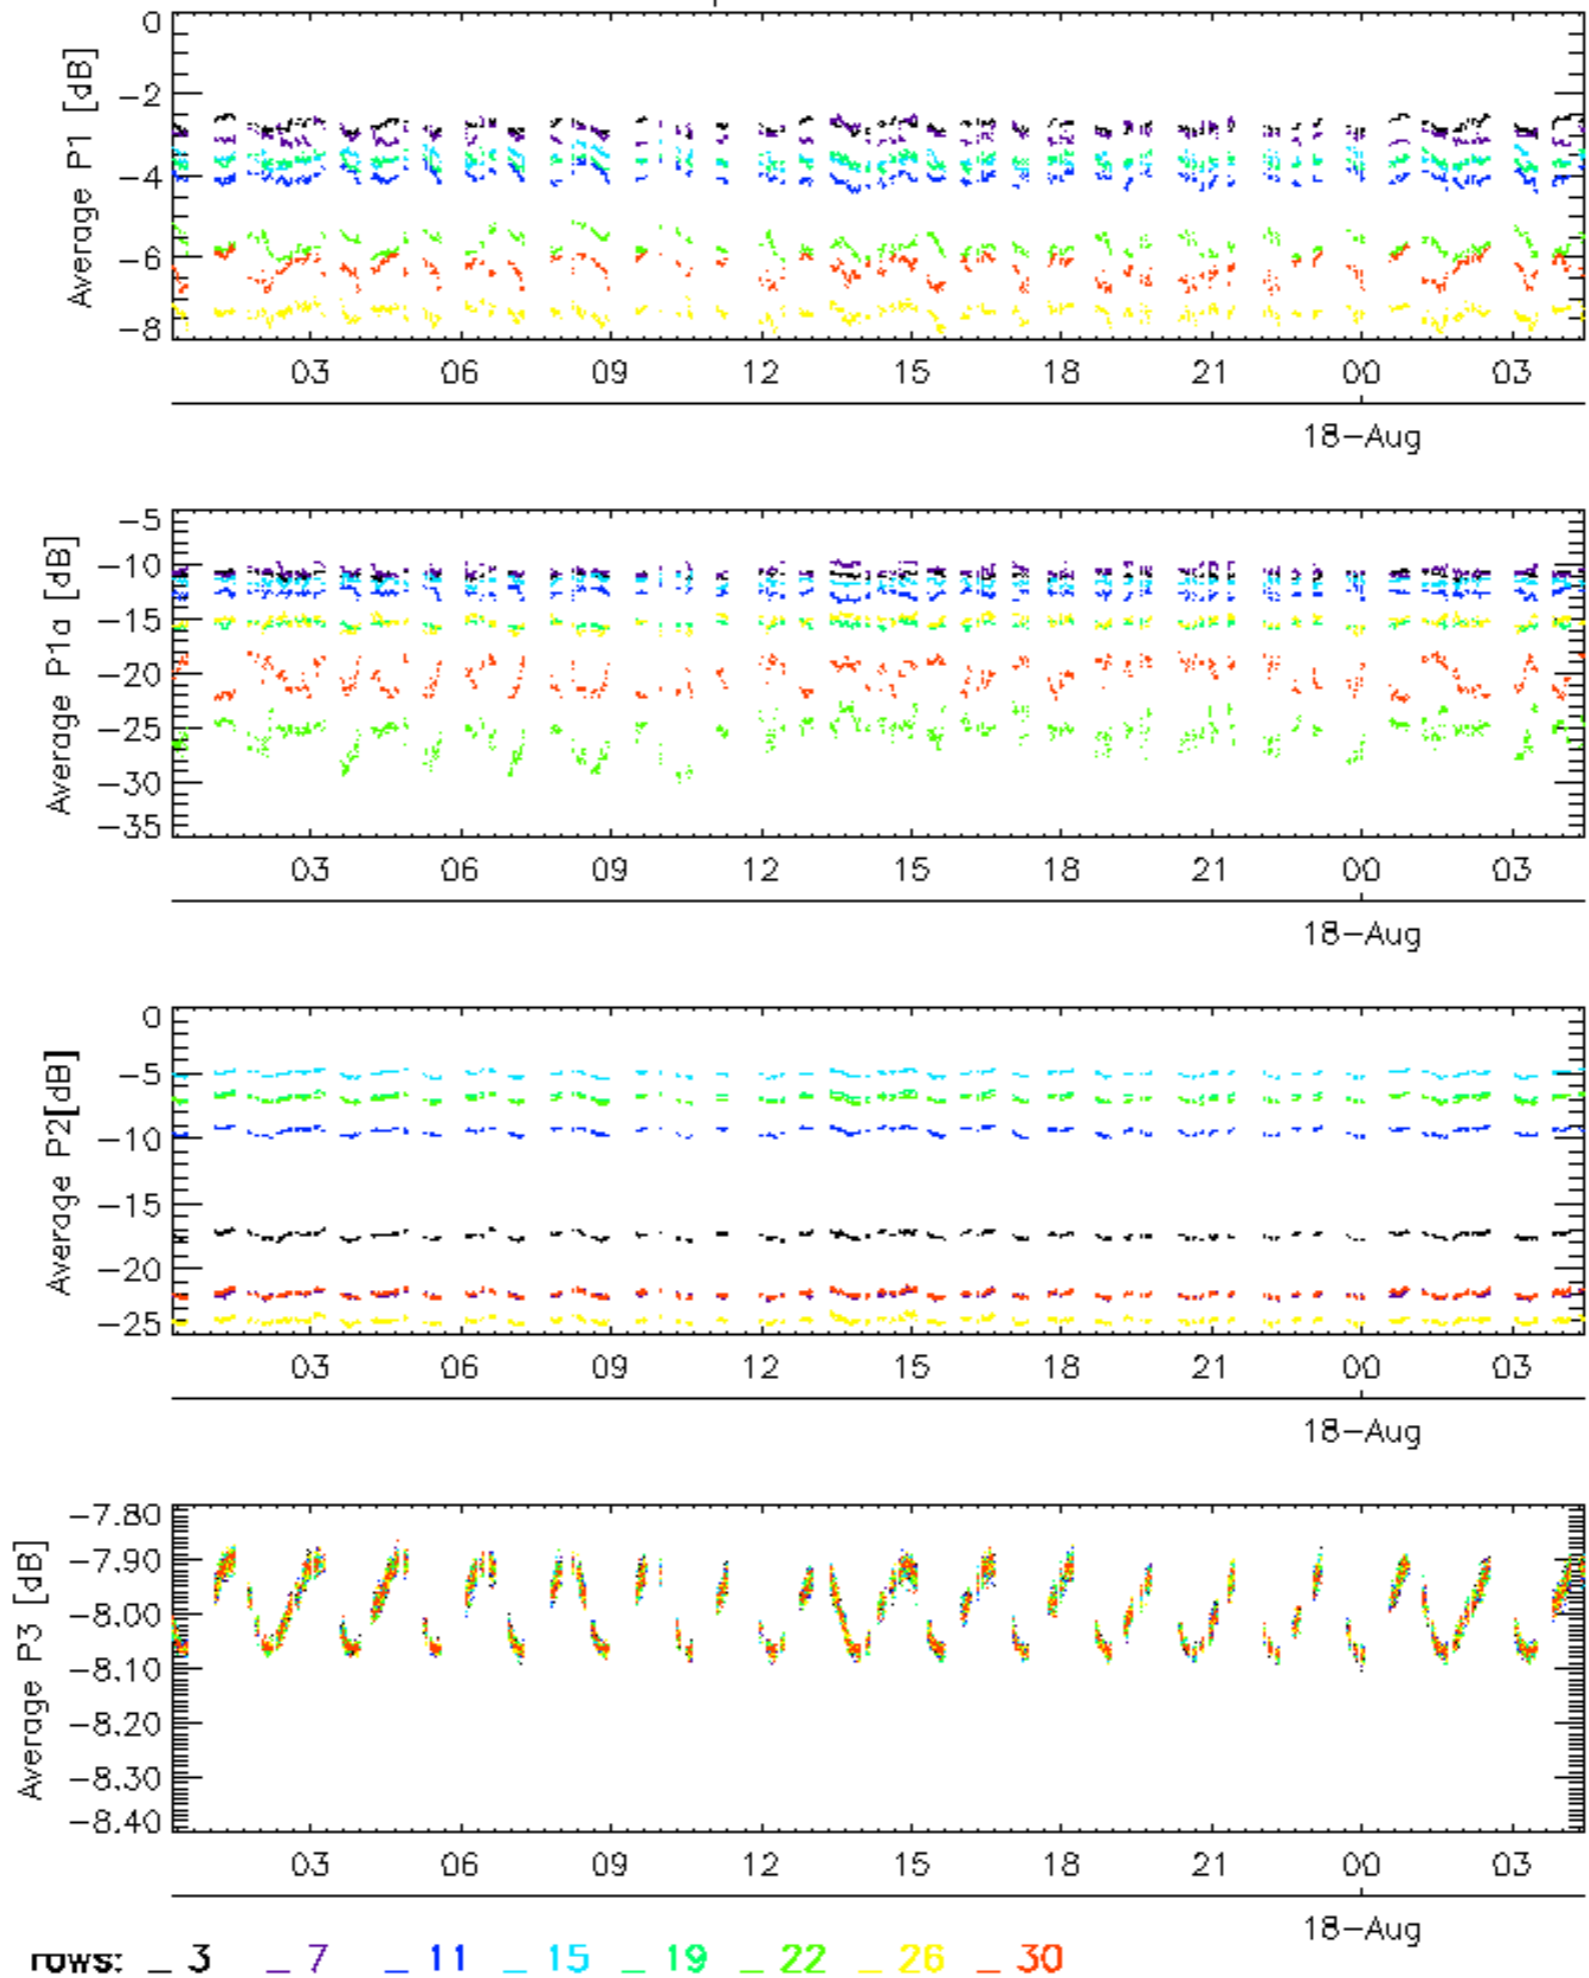 0
-2
-4
-6
-8
Average P1 [dB]
03 06 09 12 15 18 21 00 03
18-Aug
-5
-10
-15
-20
-25
-30
-35
Average P1a [dB]
03 06 09 12 15 18 21 00 03
18-Aug
0
-5
-10
-15
-20
-25
Average P2[dB]
03 06 09 12 15 18 21 00 03
18-Aug
-7.80
-7.90
-8.00
-8.10
-8.20
-8.30
-8.40
Average P3 [dB]
03 06 09 12 15 18 21 00 03
18-Aug
rows: _ 3 _ 7 _ 11 _ 15 _ 19 _ 22 _ 26 _ 30